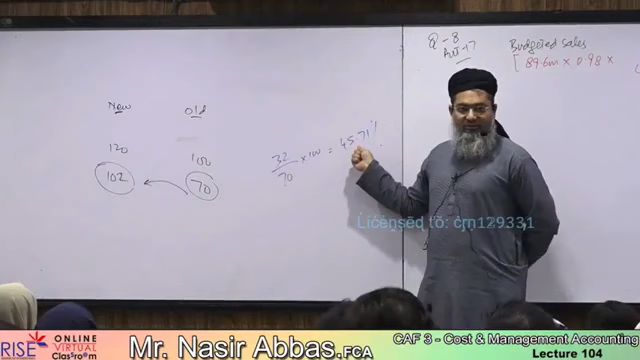 Q-8
Aut-17
Budgeted sales
[ 89.6m × 0.98 ×
New old
120 100
102 70
32/70 × 100 = 45.71%
Licensed to: crn129331
RISE
ONLINE
VIRTUAL
Classroom
Mr. Nasir Abbas.FCA
CAF 3 - Cost & Management Accounting
Lecture 104